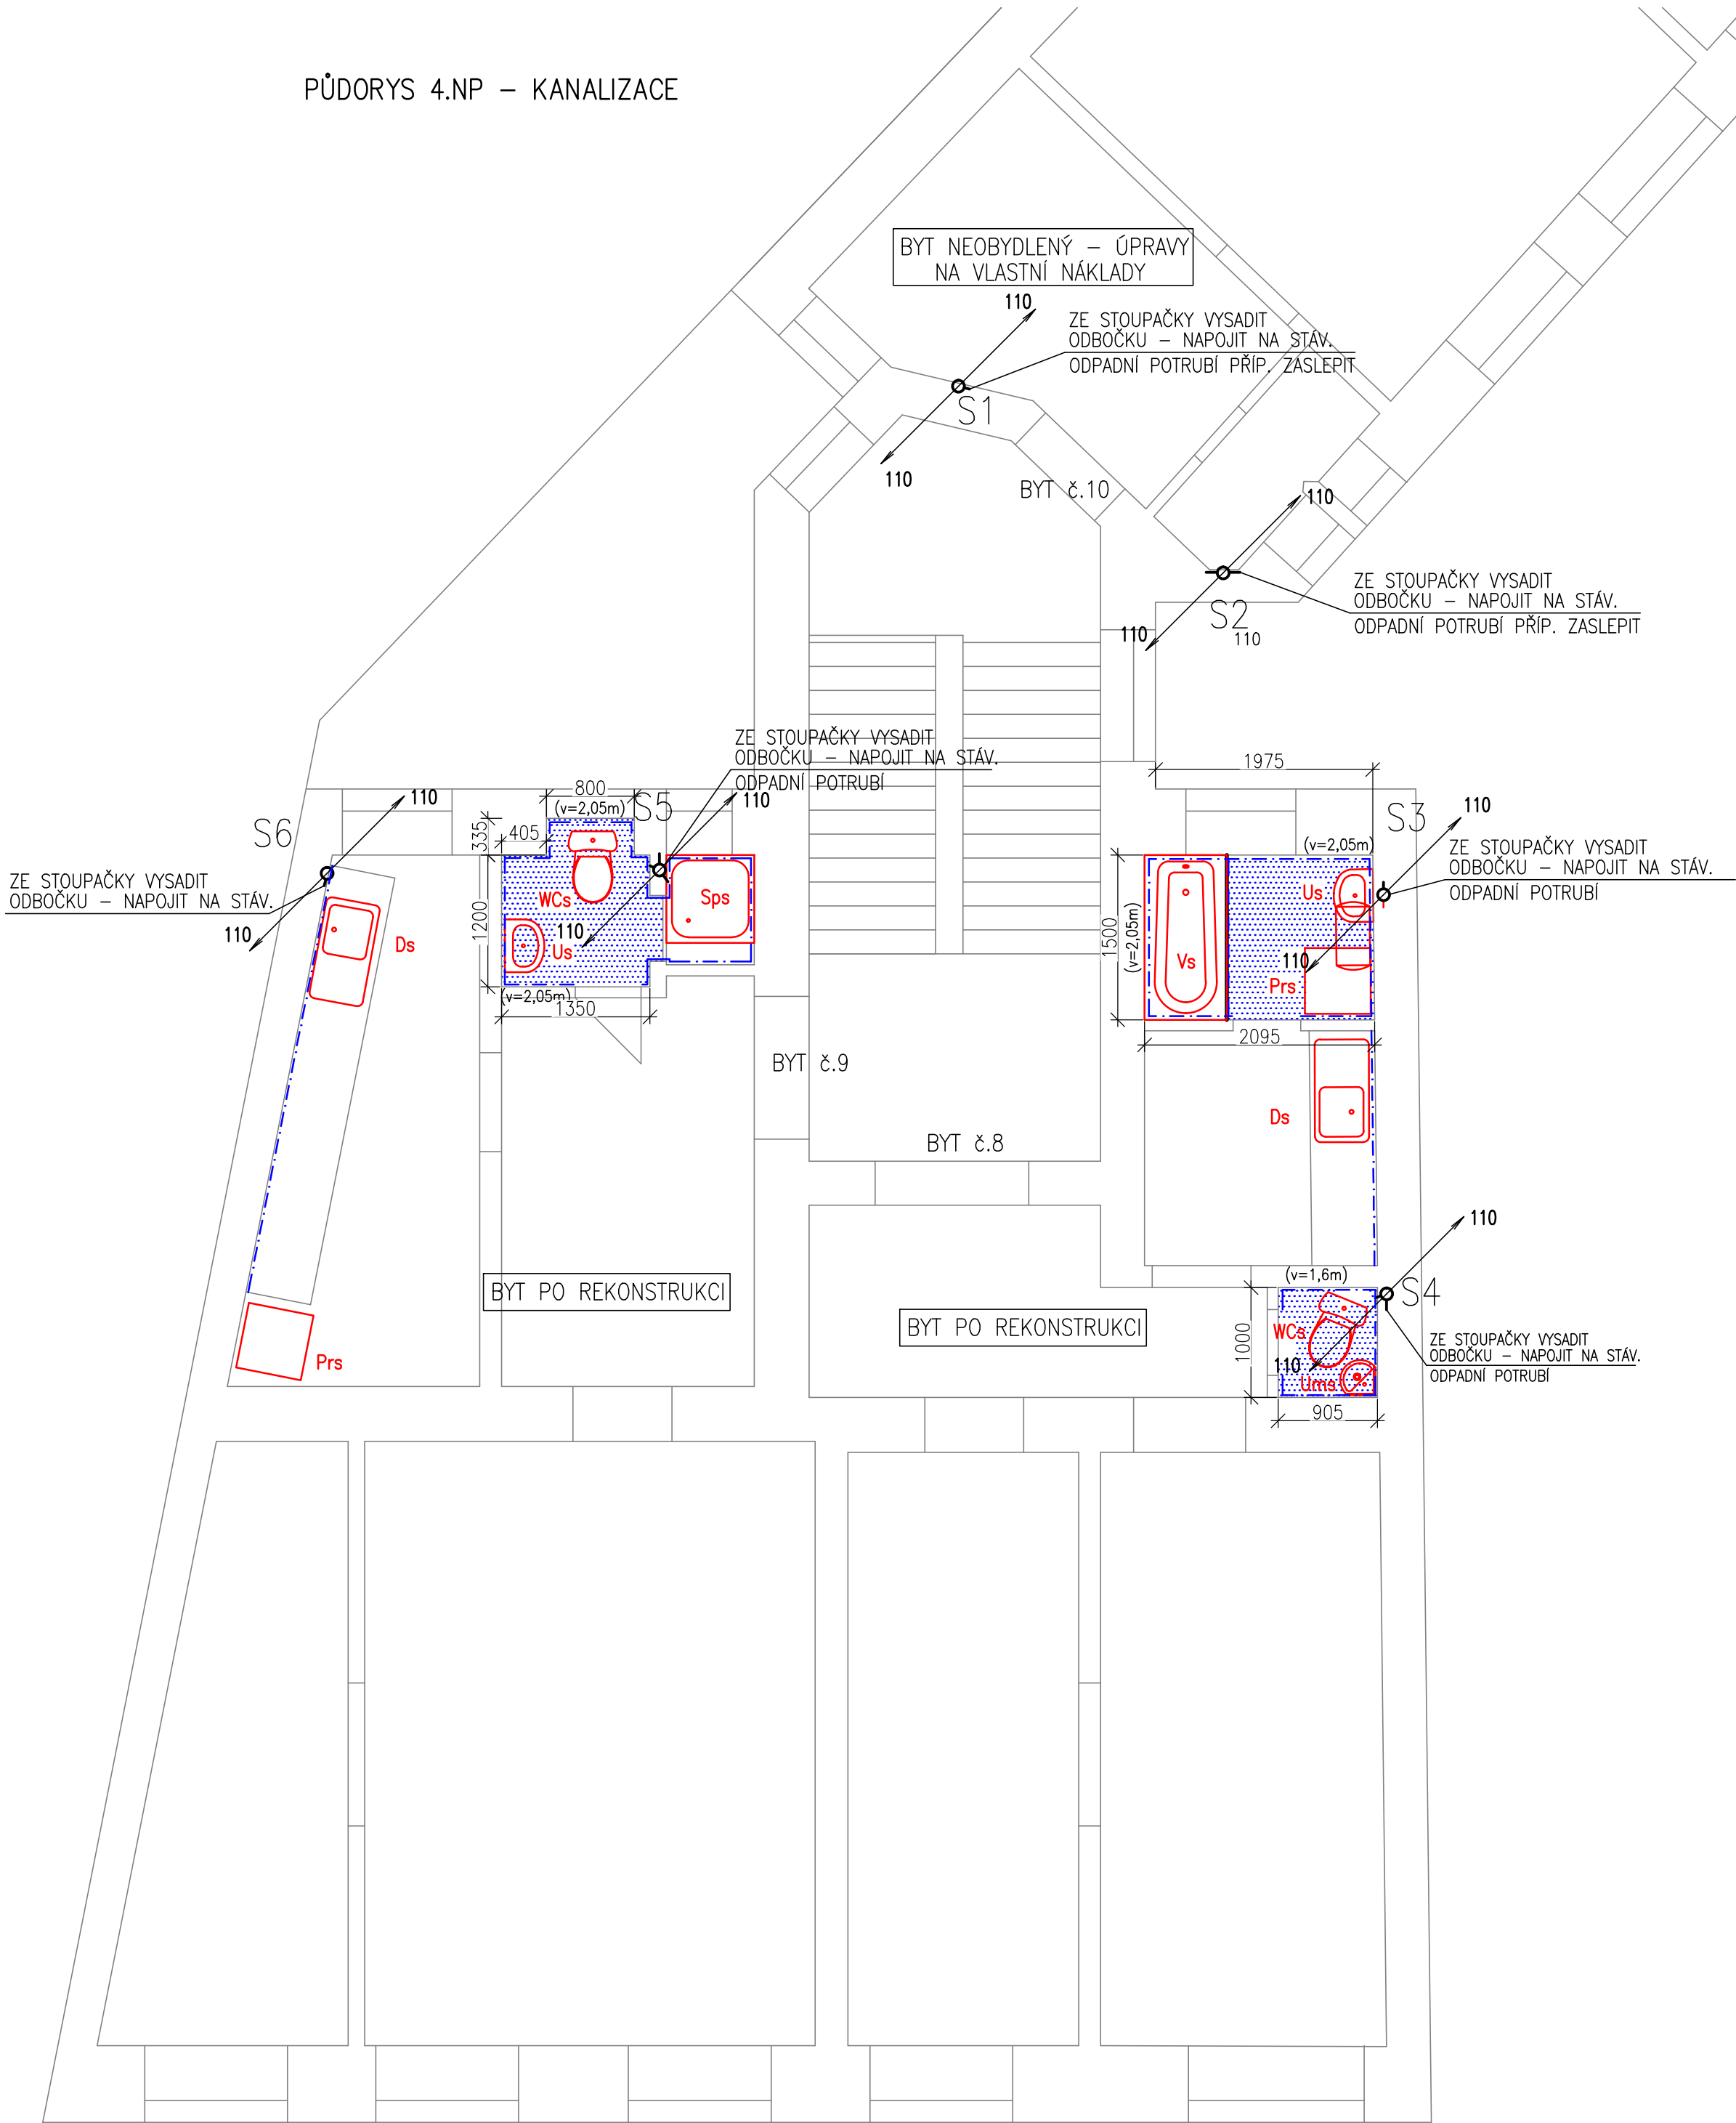 PŮDORYS 4.NP – KANALIZACE
BYT NEOBYDLENÝ – ÚPRAVY
NA VLASTNÍ NÁKLADY
110
ZE STOUPAČKY VYSADIT
ODBOČKU – NAPOJIT NA STÁV.
ODPADNÍ POTRUBÍ PŘÍP. ZASLEPIT
S1
110
BYT č.10
110
ZE STOUPAČKY VYSADIT
ODBOČKU – NAPOJIT NA STÁV.
ODPADNÍ POTRUBÍ PŘÍP. ZASLEPIT
S2
110
110
ZE STOUPAČKY VYSADIT
ODBOČKU – NAPOJIT NA STÁV.
ODPADNÍ POTRUBÍ
1975
800
(v=2,05m)
S5
110
110
S6
335
405
ZE STOUPAČKY VYSADIT
ODBOČKU – NAPOJIT NA STÁV.
110
Ds
1200
WCs
Us
110
Sps
(v=2,05m)
1350
S3
110
(v=2,05m)
ZE STOUPAČKY VYSADIT
ODBOČKU – NAPOJIT NA STÁV.
ODPADNÍ POTRUBÍ
Us
1500
(v=2,05m)
Vs
110
Prs
2095
BYT č.9
Ds
BYT č.8
110
(v=1,6m)
S4
BYT PO REKONSTRUKCI
BYT PO REKONSTRUKCI
1000
WCs
110
Ums
ZE STOUPAČKY VYSADIT
ODBOČKU – NAPOJIT NA STÁV.
ODPADNÍ POTRUBÍ
Prs
905